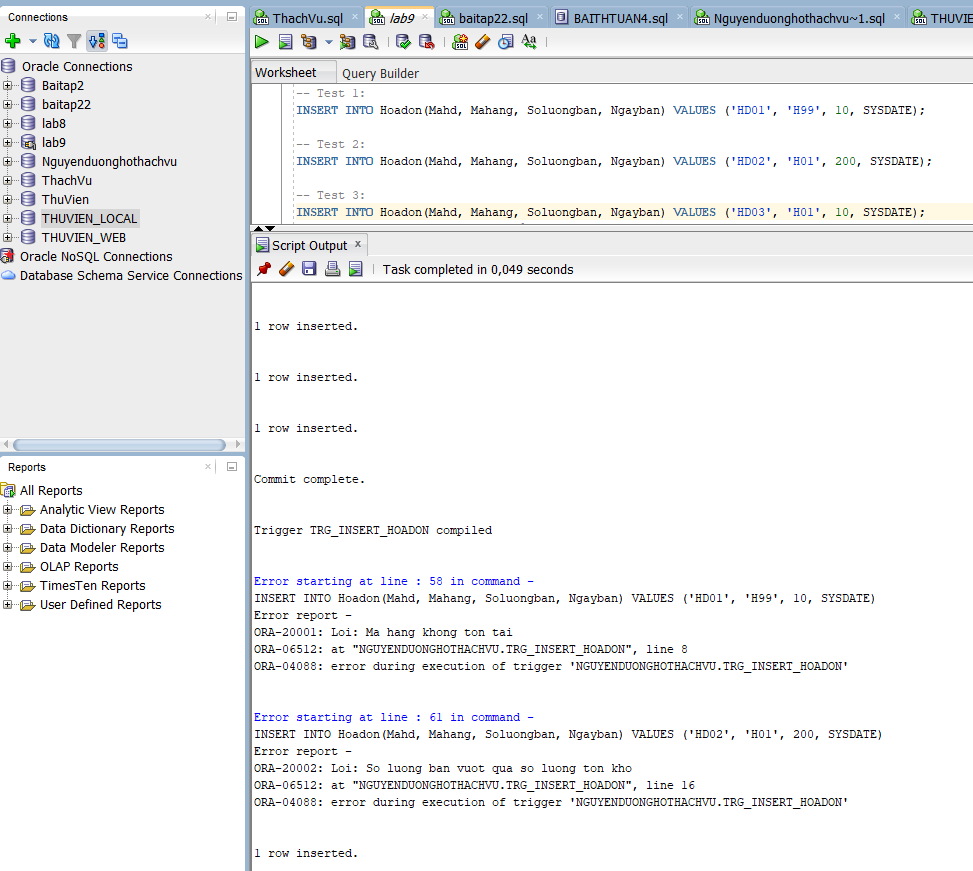 Connections
Oracle Connections
Baitap2
baitap22
lab8
lab9
Nguyenduonghothachvu
ThachVu
ThuVien
THUVIEN_LOCAL
THUVIEN_WEB
Oracle NoSQL Connections
Database Schema Service Connections
Reports
All Reports
Analytic View Reports
Data Dictionary Reports
Data Modeler Reports
OLAP Reports
TimesTen Reports
User Defined Reports
ThachVu.sql
lab9
baitap22.sql
BAITHTUAN4.sql
Nguyenduonghothachvu~1.sql
THUVIE
Worksheet
Query Builder
-- Test 1:
INSERT INTO Hoadon(Mahd, Mahang, Soluongban, Ngayban) VALUES ('HD01', 'H99', 10, SYSDATE);
-- Test 2:
INSERT INTO Hoadon(Mahd, Mahang, Soluongban, Ngayban) VALUES ('HD02', 'H01', 200, SYSDATE);
-- Test 3:
INSERT INTO Hoadon(Mahd, Mahang, Soluongban, Ngayban) VALUES ('HD03', 'H01', 10, SYSDATE);
Script Output
Task completed in 0,049 seconds
1 row inserted.
1 row inserted.
1 row inserted.
Commit complete.
Trigger TRG_INSERT_HOADON compiled
Error starting at line : 58 in command -
INSERT INTO Hoadon(Mahd, Mahang, Soluongban, Ngayban) VALUES ('HD01', 'H99', 10, SYSDATE)
Error report -
ORA-20001: Loi: Ma hang khong ton tai
ORA-06512: at "NGUYENDUONGHOTHACHVU.TRG_INSERT_HOADON", line 8
ORA-04088: error during execution of trigger 'NGUYENDUONGHOTHACHVU.TRG_INSERT_HOADON'
Error starting at line : 61 in command -
INSERT INTO Hoadon(Mahd, Mahang, Soluongban, Ngayban) VALUES ('HD02', 'H01', 200, SYSDATE)
Error report -
ORA-20002: Loi: So luong ban vuot qua so luong ton kho
ORA-06512: at "NGUYENDUONGHOTHACHVU.TRG_INSERT_HOADON", line 16
ORA-04088: error during execution of trigger 'NGUYENDUONGHOTHACHVU.TRG_INSERT_HOADON'
1 row inserted.